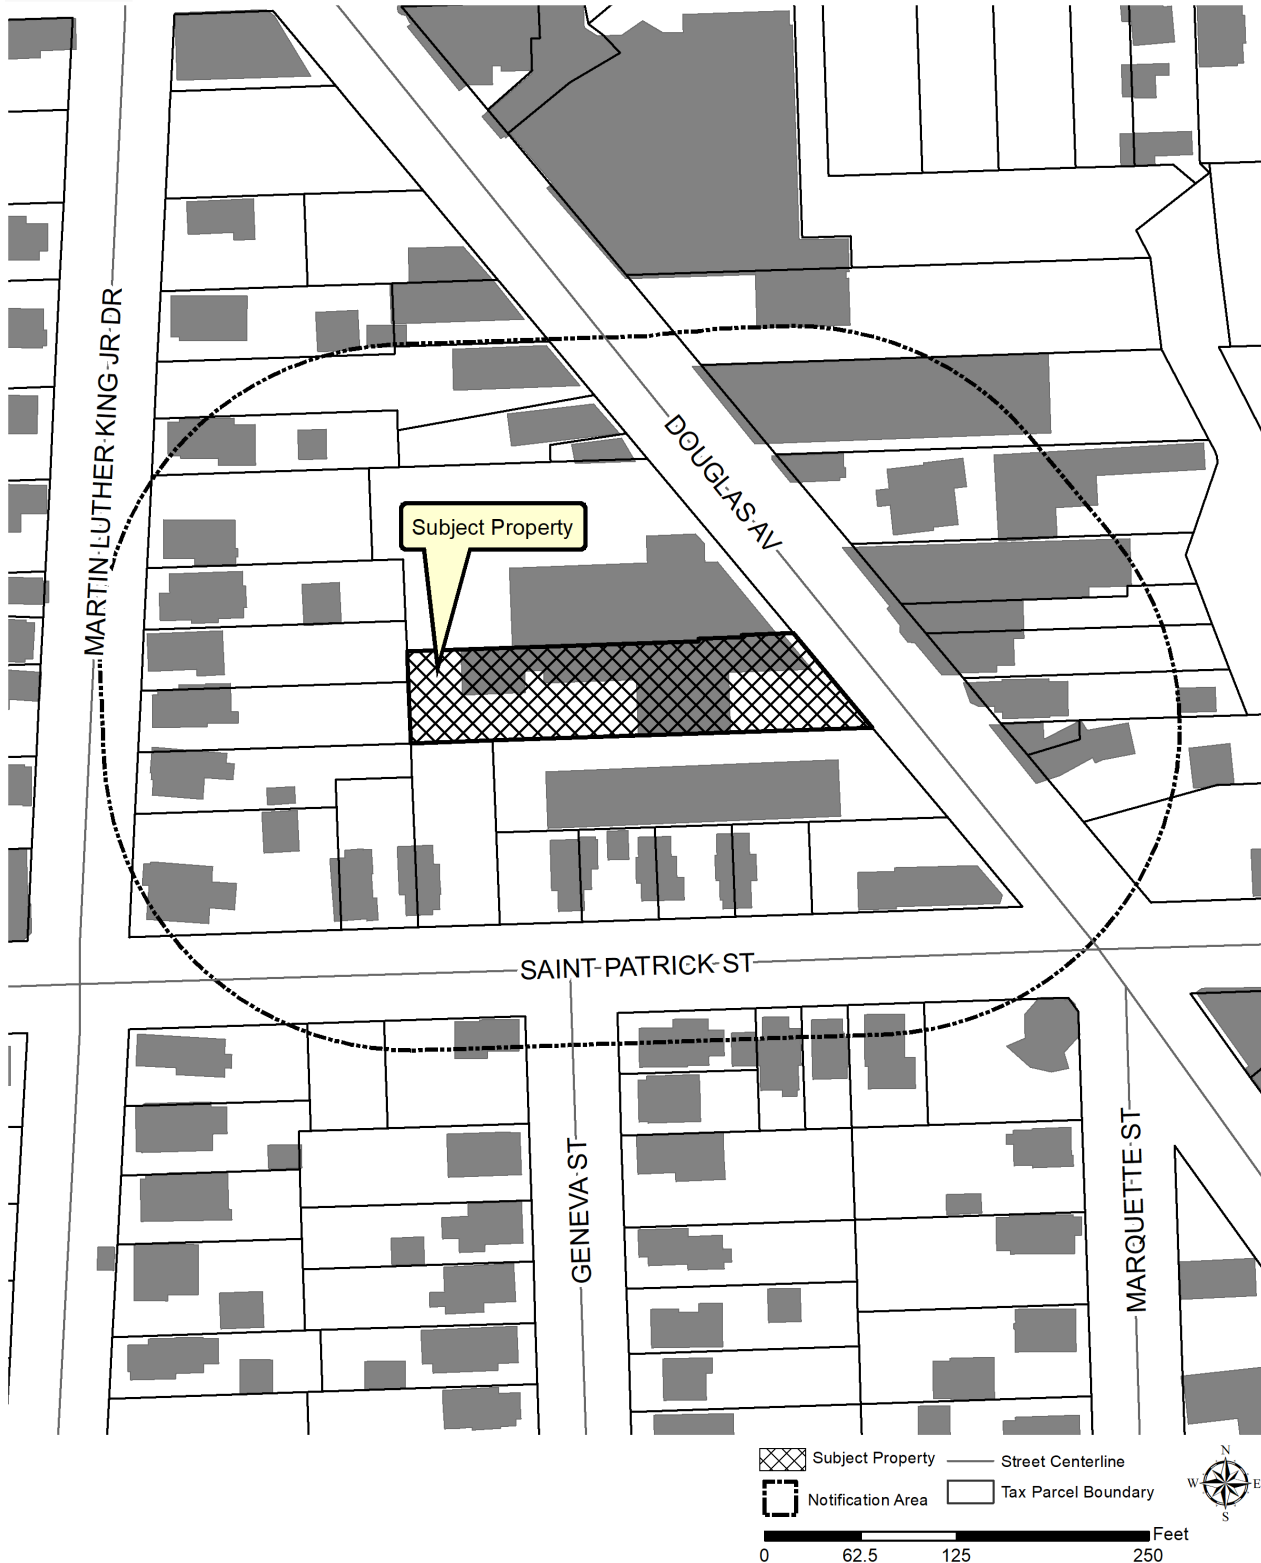 MARTIN LUTHER KING JR DR
DOUGLAS AV
Subject Property
SAINT PATRICK ST
GENEVA ST
MARQUETTE ST
Subject Property
Street Centerline
Notification Area
Tax Parcel Boundary
N
W
E
S
Feet
0 62.5 125 250